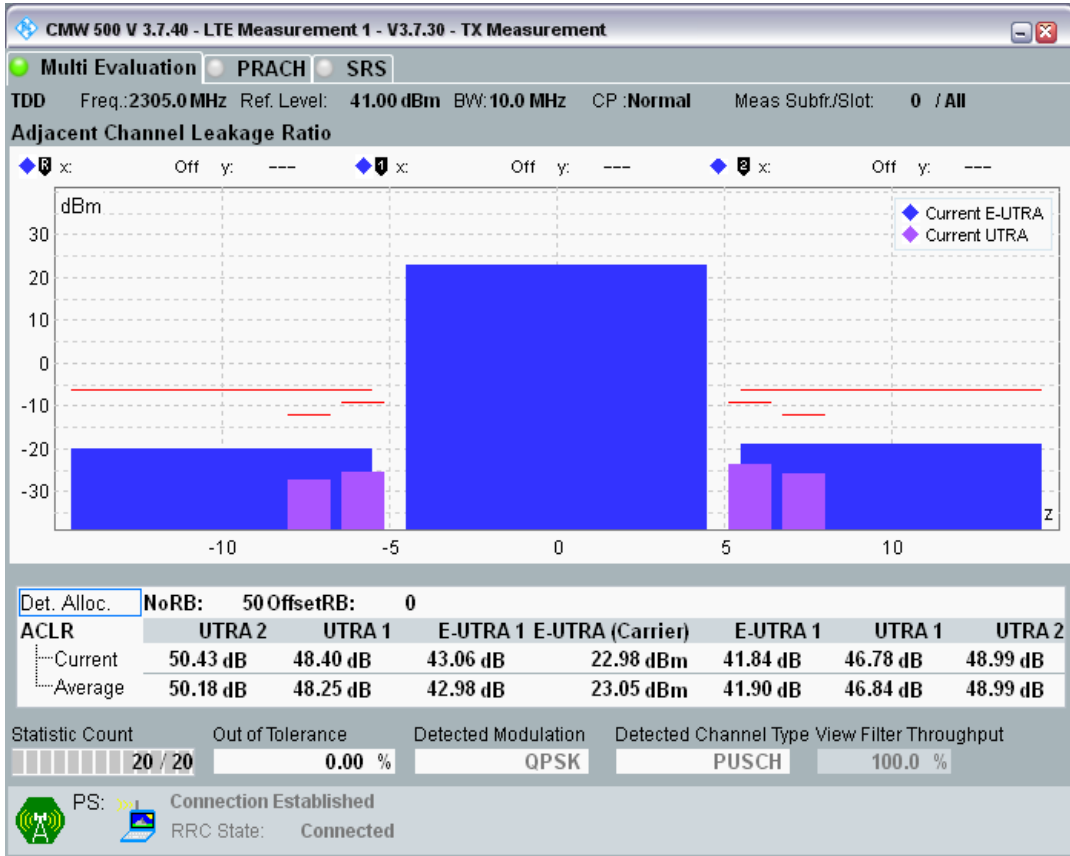 CMW 500 V 3.7.40 - LTE Measurement 1 - V3.7.30 - TX Measurement
Multi Evaluation PRACH SRS
TDD Freq.:2305.0 MHz Ref. Level: 41.00 dBm BW: 10.0 MHz CP :Normal Meas Subfr./Slot: 0 / All
Adjacent Channel Leakage Ratio
R x: Off y: --- 1 x: Off y: --- 2 x: Off y: ---
dBm
Current E-UTRA
Current UTRA
30
20
10
0
-10
-20
-30
z
-10 -5 0 5 10
Det. Alloc. NoRB: 50 OffsetRB: 0
ACLR UTRA 2 UTRA 1 E-UTRA 1 E-UTRA (Carrier) E-UTRA 1 UTRA 1 UTRA 2
Current 50.43 dB 48.40 dB 43.06 dB 22.98 dBm 41.84 dB 46.78 dB 48.99 dB
Average 50.18 dB 48.25 dB 42.98 dB 23.05 dBm 41.90 dB 46.84 dB 48.99 dB
Statistic Count Out of Tolerance Detected Modulation Detected Channel Type View Filter Throughput
20 / 20 0.00 % QPSK PUSCH 100.0 %
PS: Connection Established
RRC State: Connected